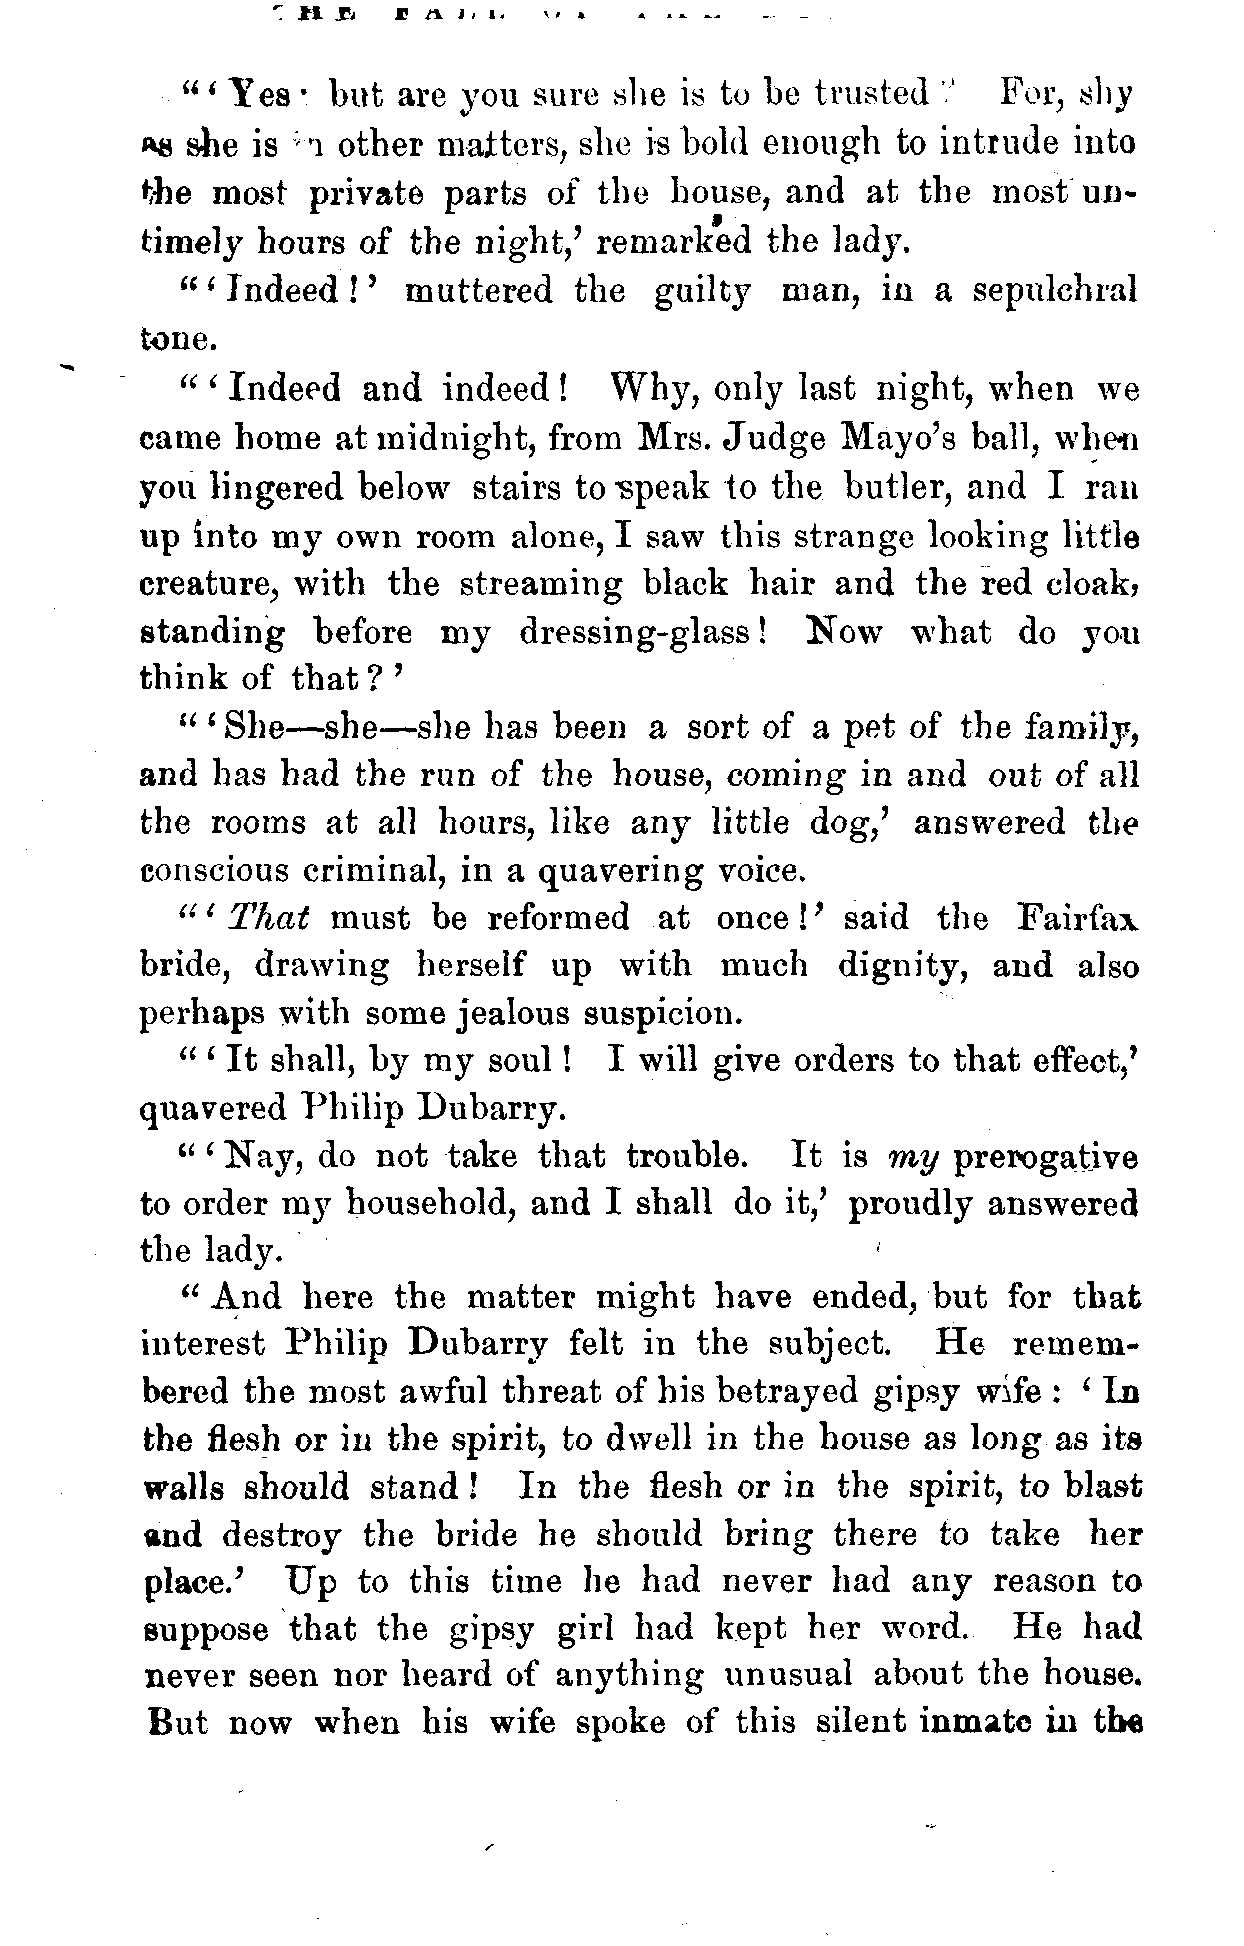 "'Yes; but are you sure she is to be trusted? For, shy
as she is in other matters, she is bold enough to intrude into
the most private parts of the house, and at the most un-
timely hours of the night,' remarked the lady.
"'Indeed!' muttered the guilty man, in a sepulchral
tone.
"'Indeed and indeed! Why, only last night, when we
came home at midnight, from Mrs. Judge Mayo's ball, when
you lingered below stairs to speak to the butler, and I ran
up into my own room alone, I saw this strange looking little
creature, with the streaming black hair and the red cloak,
standing before my dressing-glass! Now what do you
think of that?'
"'She—she—she has been a sort of a pet of the family,
and has had the run of the house, coming in and out of all
the rooms at all hours, like any little dog,' answered the
conscious criminal, in a quavering voice.
"'That must be reformed at once!' said the Fairfax
bride, drawing herself up with much dignity, and also
perhaps with some jealous suspicion.
"'It shall, by my soul! I will give orders to that effect,'
quavered Philip Dubarry.
"'Nay, do not take that trouble. It is my prerogative
to order my household, and I shall do it,' proudly answered
the lady.
"And here the matter might have ended, but for that
interest Philip Dubarry felt in the subject. He remem-
bered the most awful threat of his betrayed gipsy wife: 'In
the flesh or in the spirit, to dwell in the house as long as its
walls should stand! In the flesh or in the spirit, to blast
and destroy the bride he should bring there to take her
place.' Up to this time he had never had any reason to
suppose that the gipsy girl had kept her word. He had
never seen nor heard of anything unusual about the house.
But now when his wife spoke of this silent inmate in the